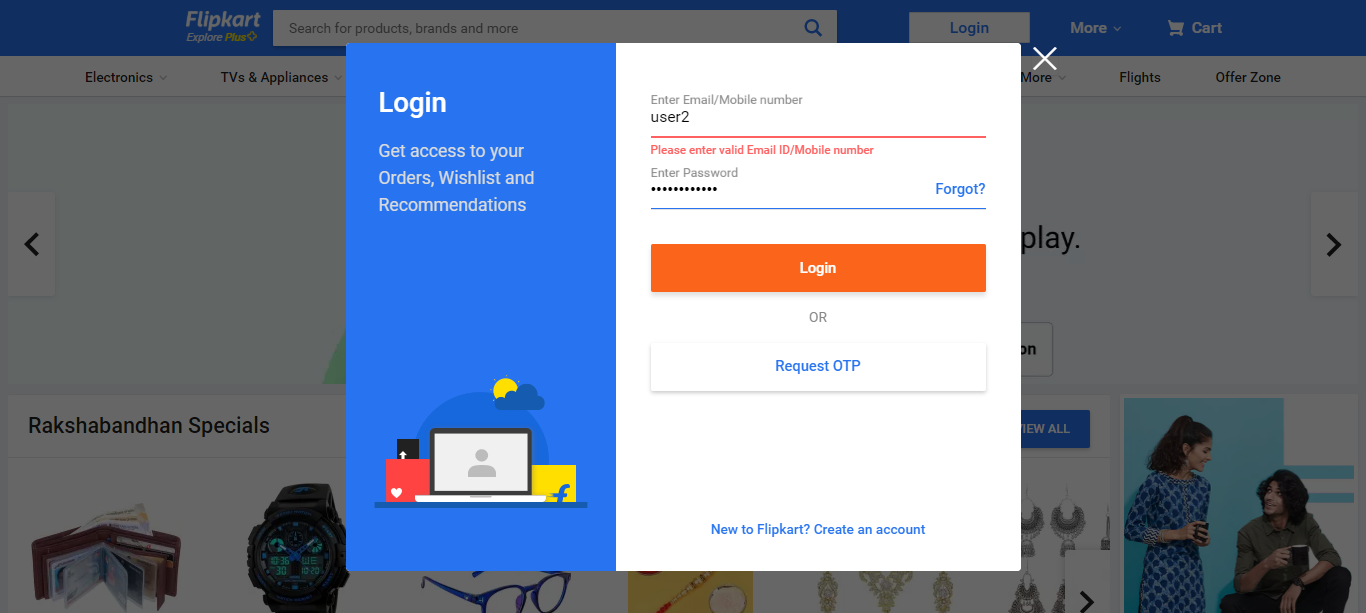 Flipkart
Explore Plus
Search for products, brands and more
Login
More
Cart
Electronics
TVs & Appliances
More
Flights
Offer Zone
Login
Get access to your
Orders, Wishlist and
Recommendations
Enter Email/Mobile number
user2
Please enter valid Email ID/Mobile number
Enter Password
••••••••••••
Forgot?
Login
OR
Request OTP
New to Flipkart? Create an account
play.
on
Rakshabandhan Specials
VIEW ALL